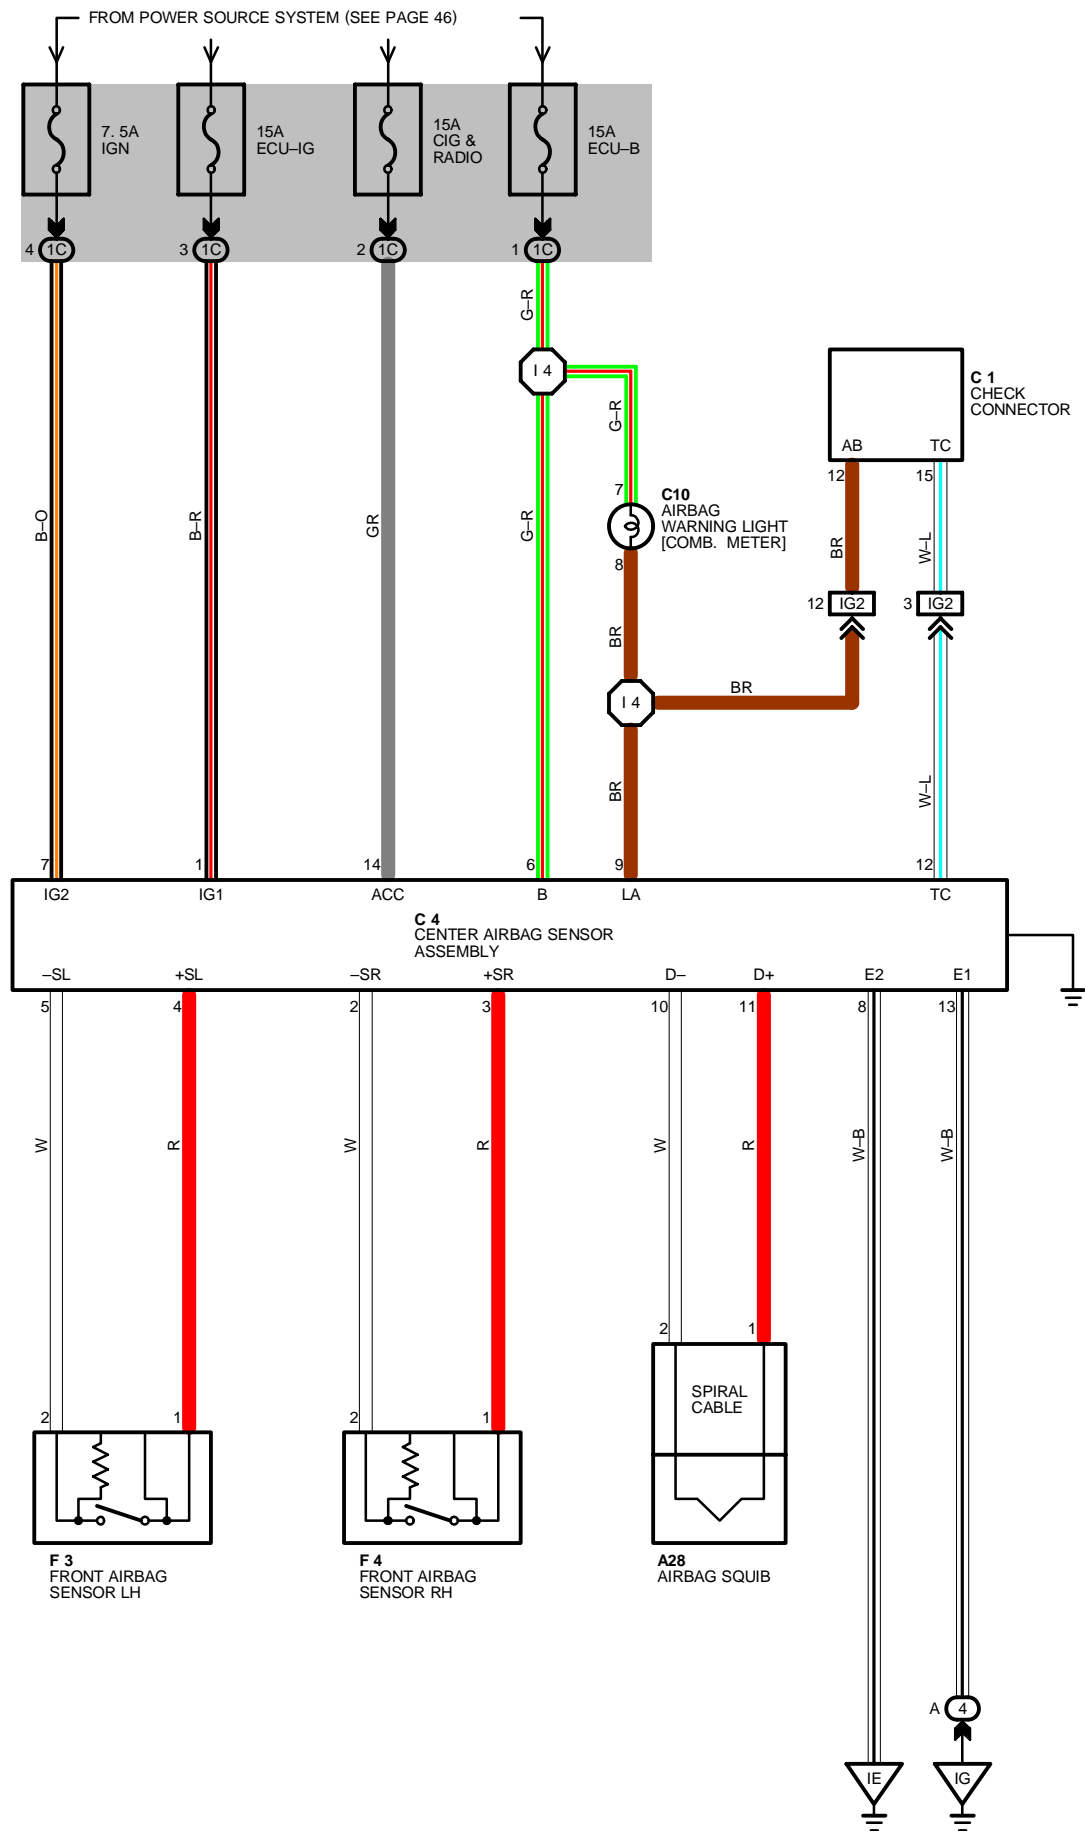 FROM POWER SOURCE SYSTEM (SEE PAGE 46)
7. 5A
IGN
15A
ECU–IG
15A
CIG &
RADIO
15A
ECU–B
4 1C
3 1C
2 1C
1 1C
G–R
I 4
G–R
C 1
CHECK
CONNECTOR
AB TC
12 15
7
C10
AIRBAG
WARNING LIGHT
[COMB. METER]
8
B–O
B–R
GR
G–R
BR
W–L
12 IG2
3 IG2
BR
BR
I 4
BR
W–L
7 1 14 6 9 12
IG2 IG1 ACC B LA TC
C 4
CENTER AIRBAG SENSOR
ASSEMBLY
–SL +SL –SR +SR D– D+ E2 E1
5 4 2 3 10 11 8 13
W R W R W R W–B W–B
2 1
SPIRAL
CABLE
2 1 2 1
F 3
FRONT AIRBAG
SENSOR LH
F 4
FRONT AIRBAG
SENSOR RH
A28
AIRBAG SQUIB
A 4
IE IG